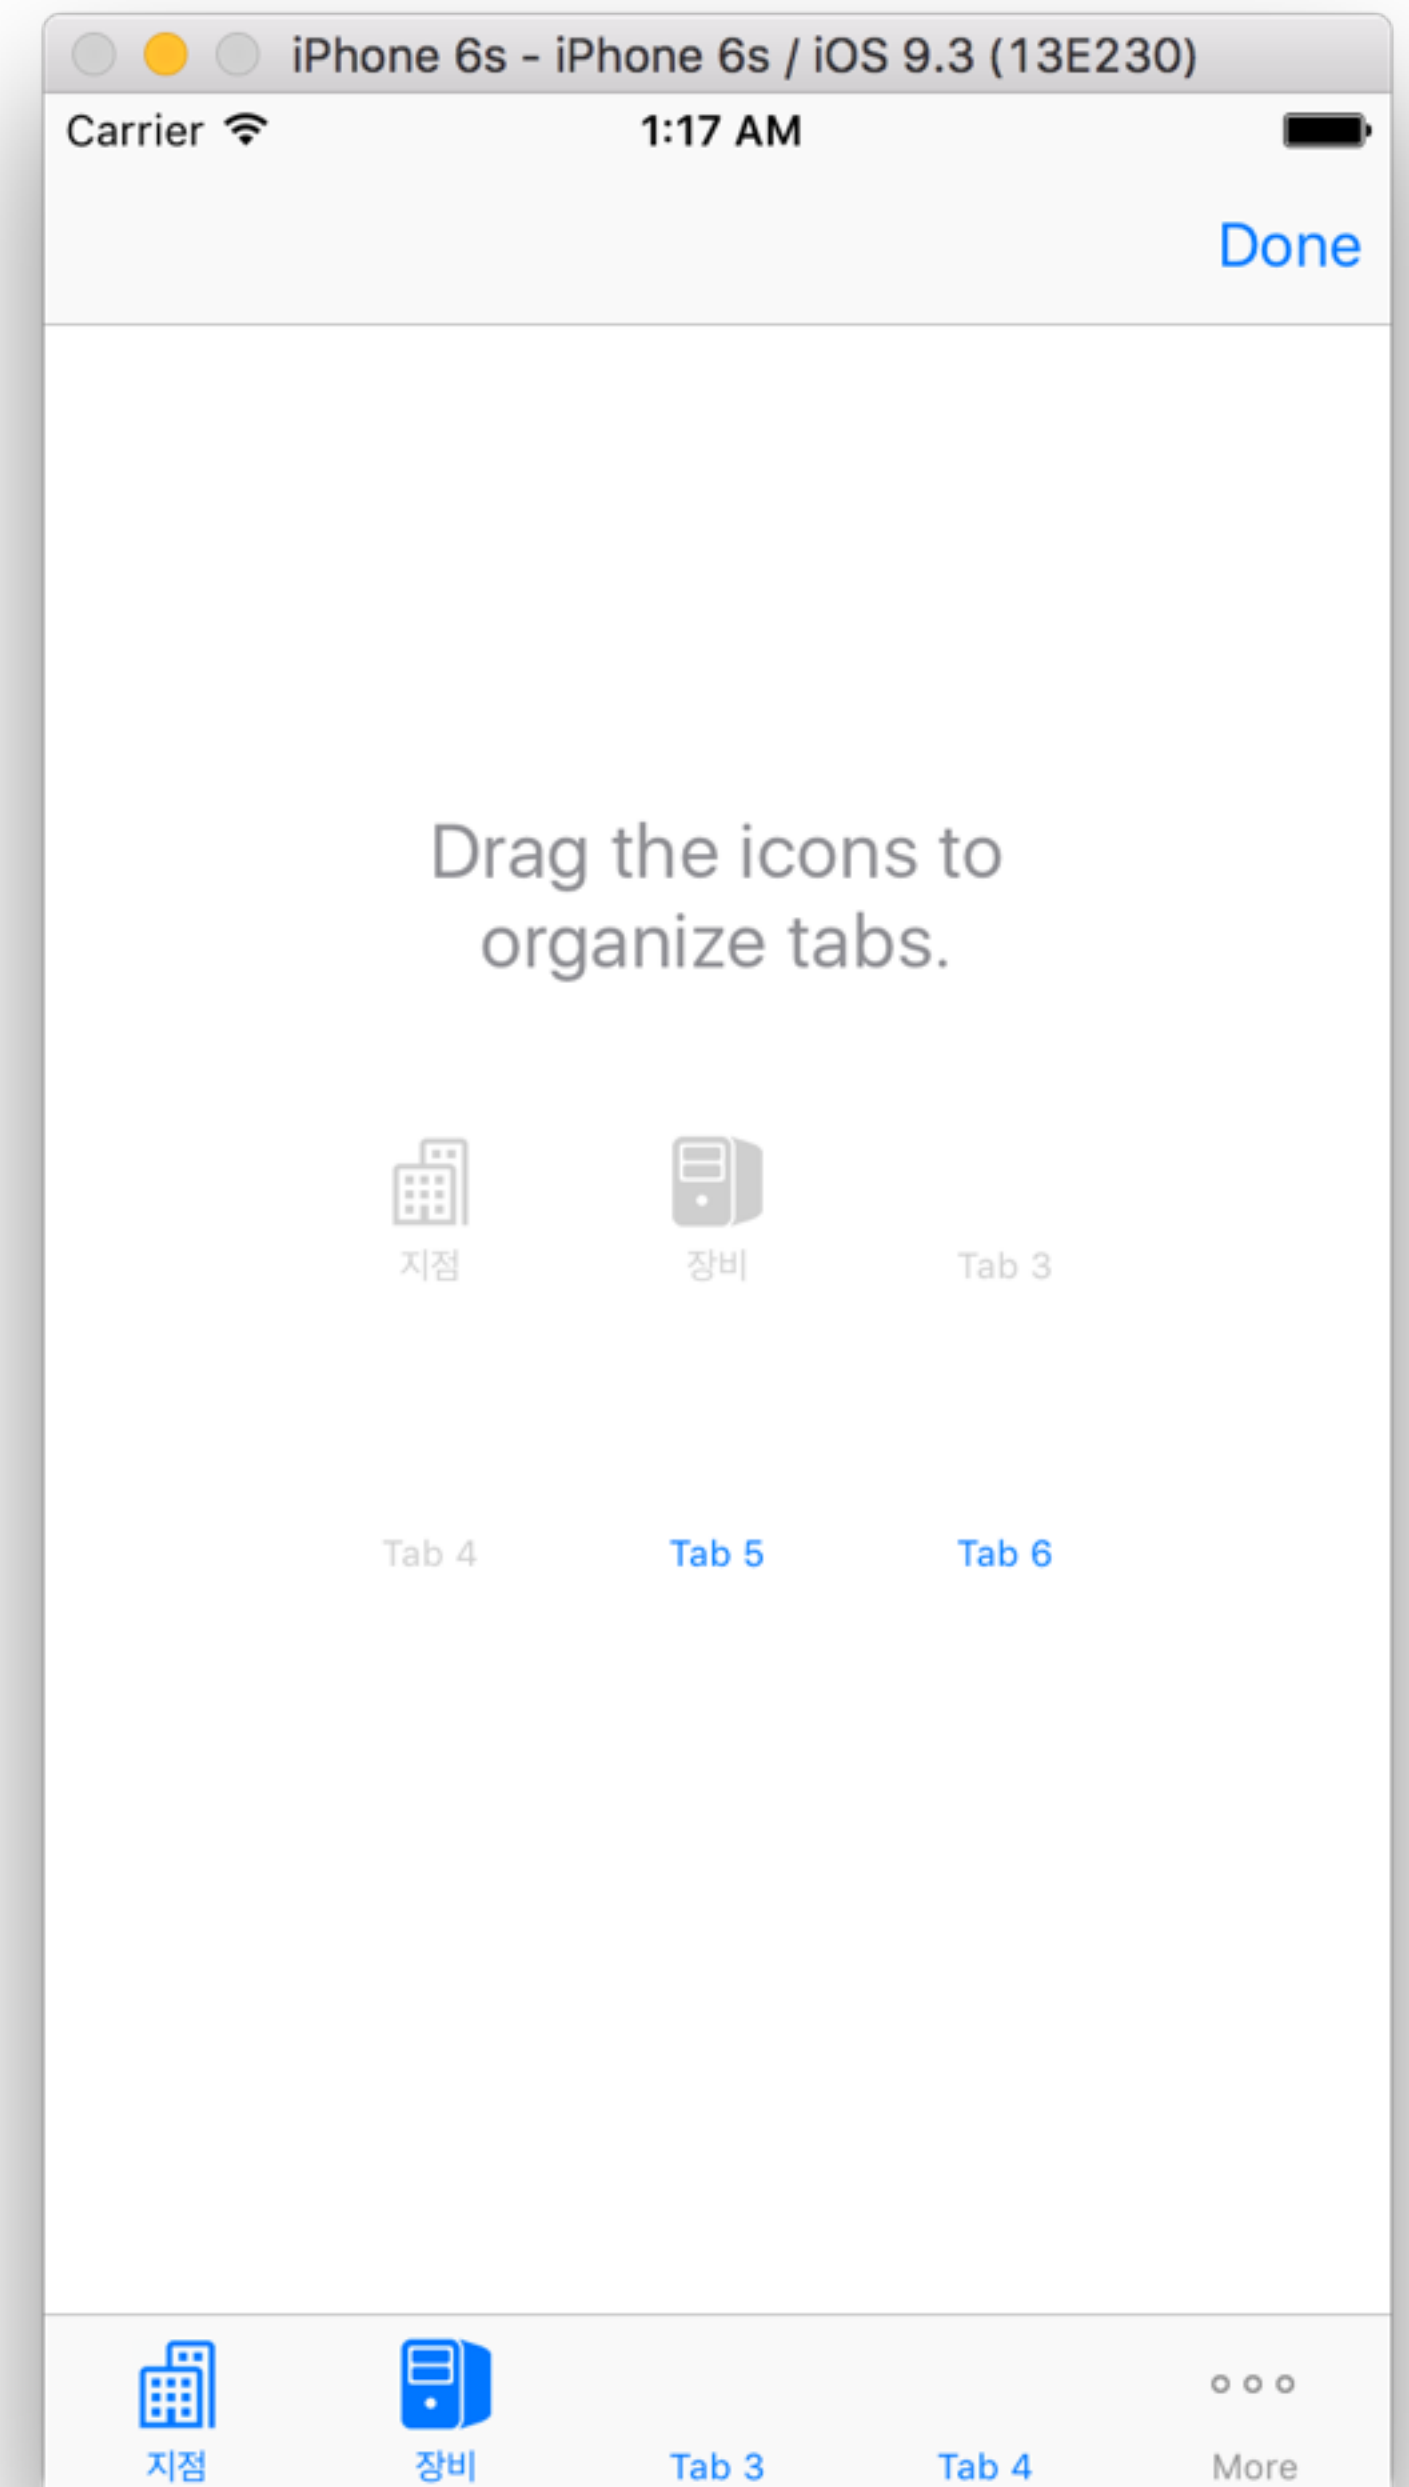 iPhone 6s - iPhone 6s / iOS 9.3 (13E230)
Carrier 1:17 AM
Done
Drag the icons to
organize tabs.
지점 장비 Tab 3
Tab 4 Tab 5 Tab 6
지점 장비 Tab 3 Tab 4 More